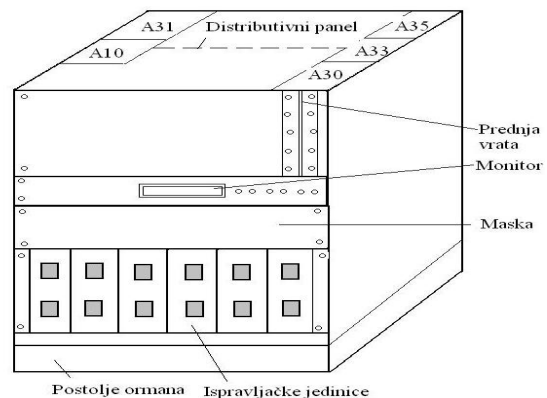 A31
Distributivni panel
A35
A10
A33
A30
Prednja
vrata
Monitor
Maska
Postolje ormana
Ispravljačke jedinice